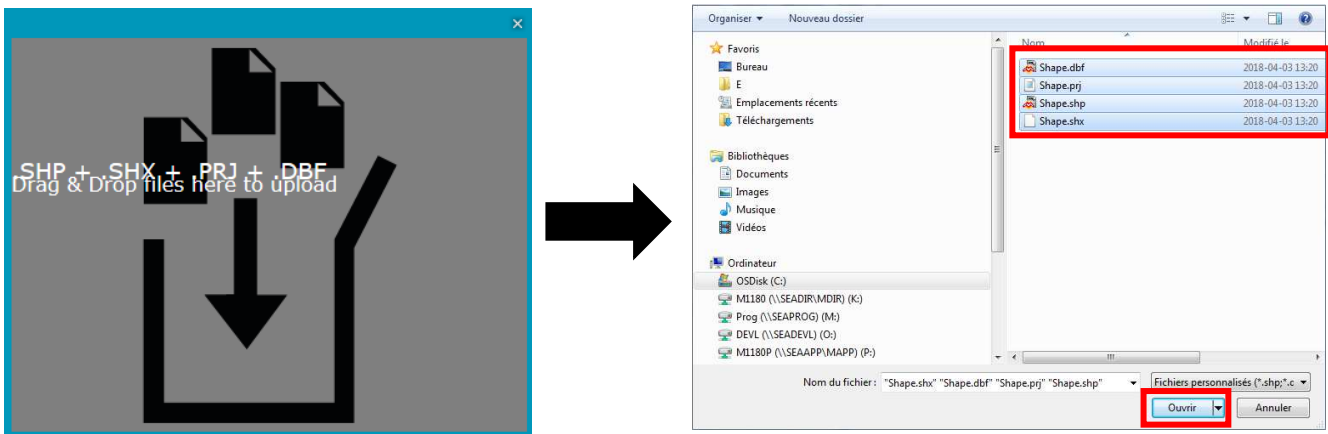 .SHP + .SHX + .PRJ + .DBF
Drag & Drop files here to upload
Organiser Nouveau dossier
Favoris
Bureau
E
Emplacements récents
Téléchargements
Bibliothèques
Documents
Images
Musique
Vidéos
Ordinateur
OSDisk (C:)
M1180 (\\SEADIR\MDIR) (K:)
Prog (\\SEAPROG) (M:)
DEVL (\\SEADEVL) (O:)
M1180P (\\SEAAPP\MAPP) (P:)
Nom Modifié le
Shape.dbf 2018-04-03 13:20
Shape.prj 2018-04-03 13:20
Shape.shp 2018-04-03 13:20
Shape.shx 2018-04-03 13:20
Nom du fichier : "Shape.shx" "Shape.dbf" "Shape.prj" "Shape.shp" Fichiers personnalisés (*.shp;*.c
Ouvrir Annuler